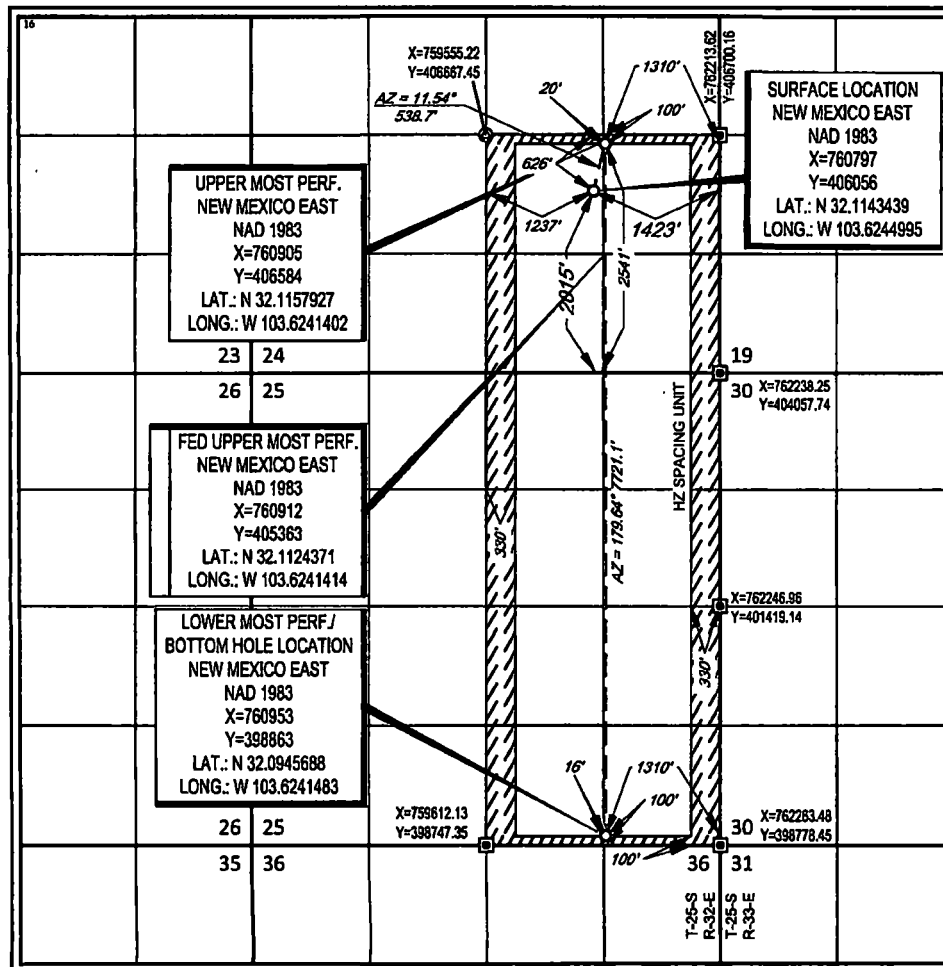 16
X=759555.22
Y=406667.45
AZ = 11.54°
538.7'
20'
1310'
100'
X=762213.62
Y=406700.16
SURFACE LOCATION
NEW MEXICO EAST
NAD 1983
X=760797
Y=406056
LAT.: N 32.1143439
LONG.: W 103.6244995
UPPER MOST PERF.
NEW MEXICO EAST
NAD 1983
X=760905
Y=406584
LAT.: N 32.1157927
LONG.: W 103.6241402
626'
1237'
1423'
2015'
2541'
23 24
26 25
19
30
X=762238.25
Y=404057.74
FED UPPER MOST PERF.
NEW MEXICO EAST
NAD 1983
X=760912
Y=405363
LAT.: N 32.1124371
LONG.: W 103.6241414
HZ SPACING UNIT
330'
AZ = 179.64° 7721.1'
X=762246.96
Y=401419.14
330'
LOWER MOST PERF./
BOTTOM HOLE LOCATION
NEW MEXICO EAST
NAD 1983
X=760953
Y=398863
LAT.: N 32.0945688
LONG.: W 103.6241483
16'
1310'
100'
X=759612.13
Y=398747.35
26 25
35 36
100'
30
36 31
X=762263.48
Y=398778.45
T-25-S
R-32-E
T-25-S
R-33-E